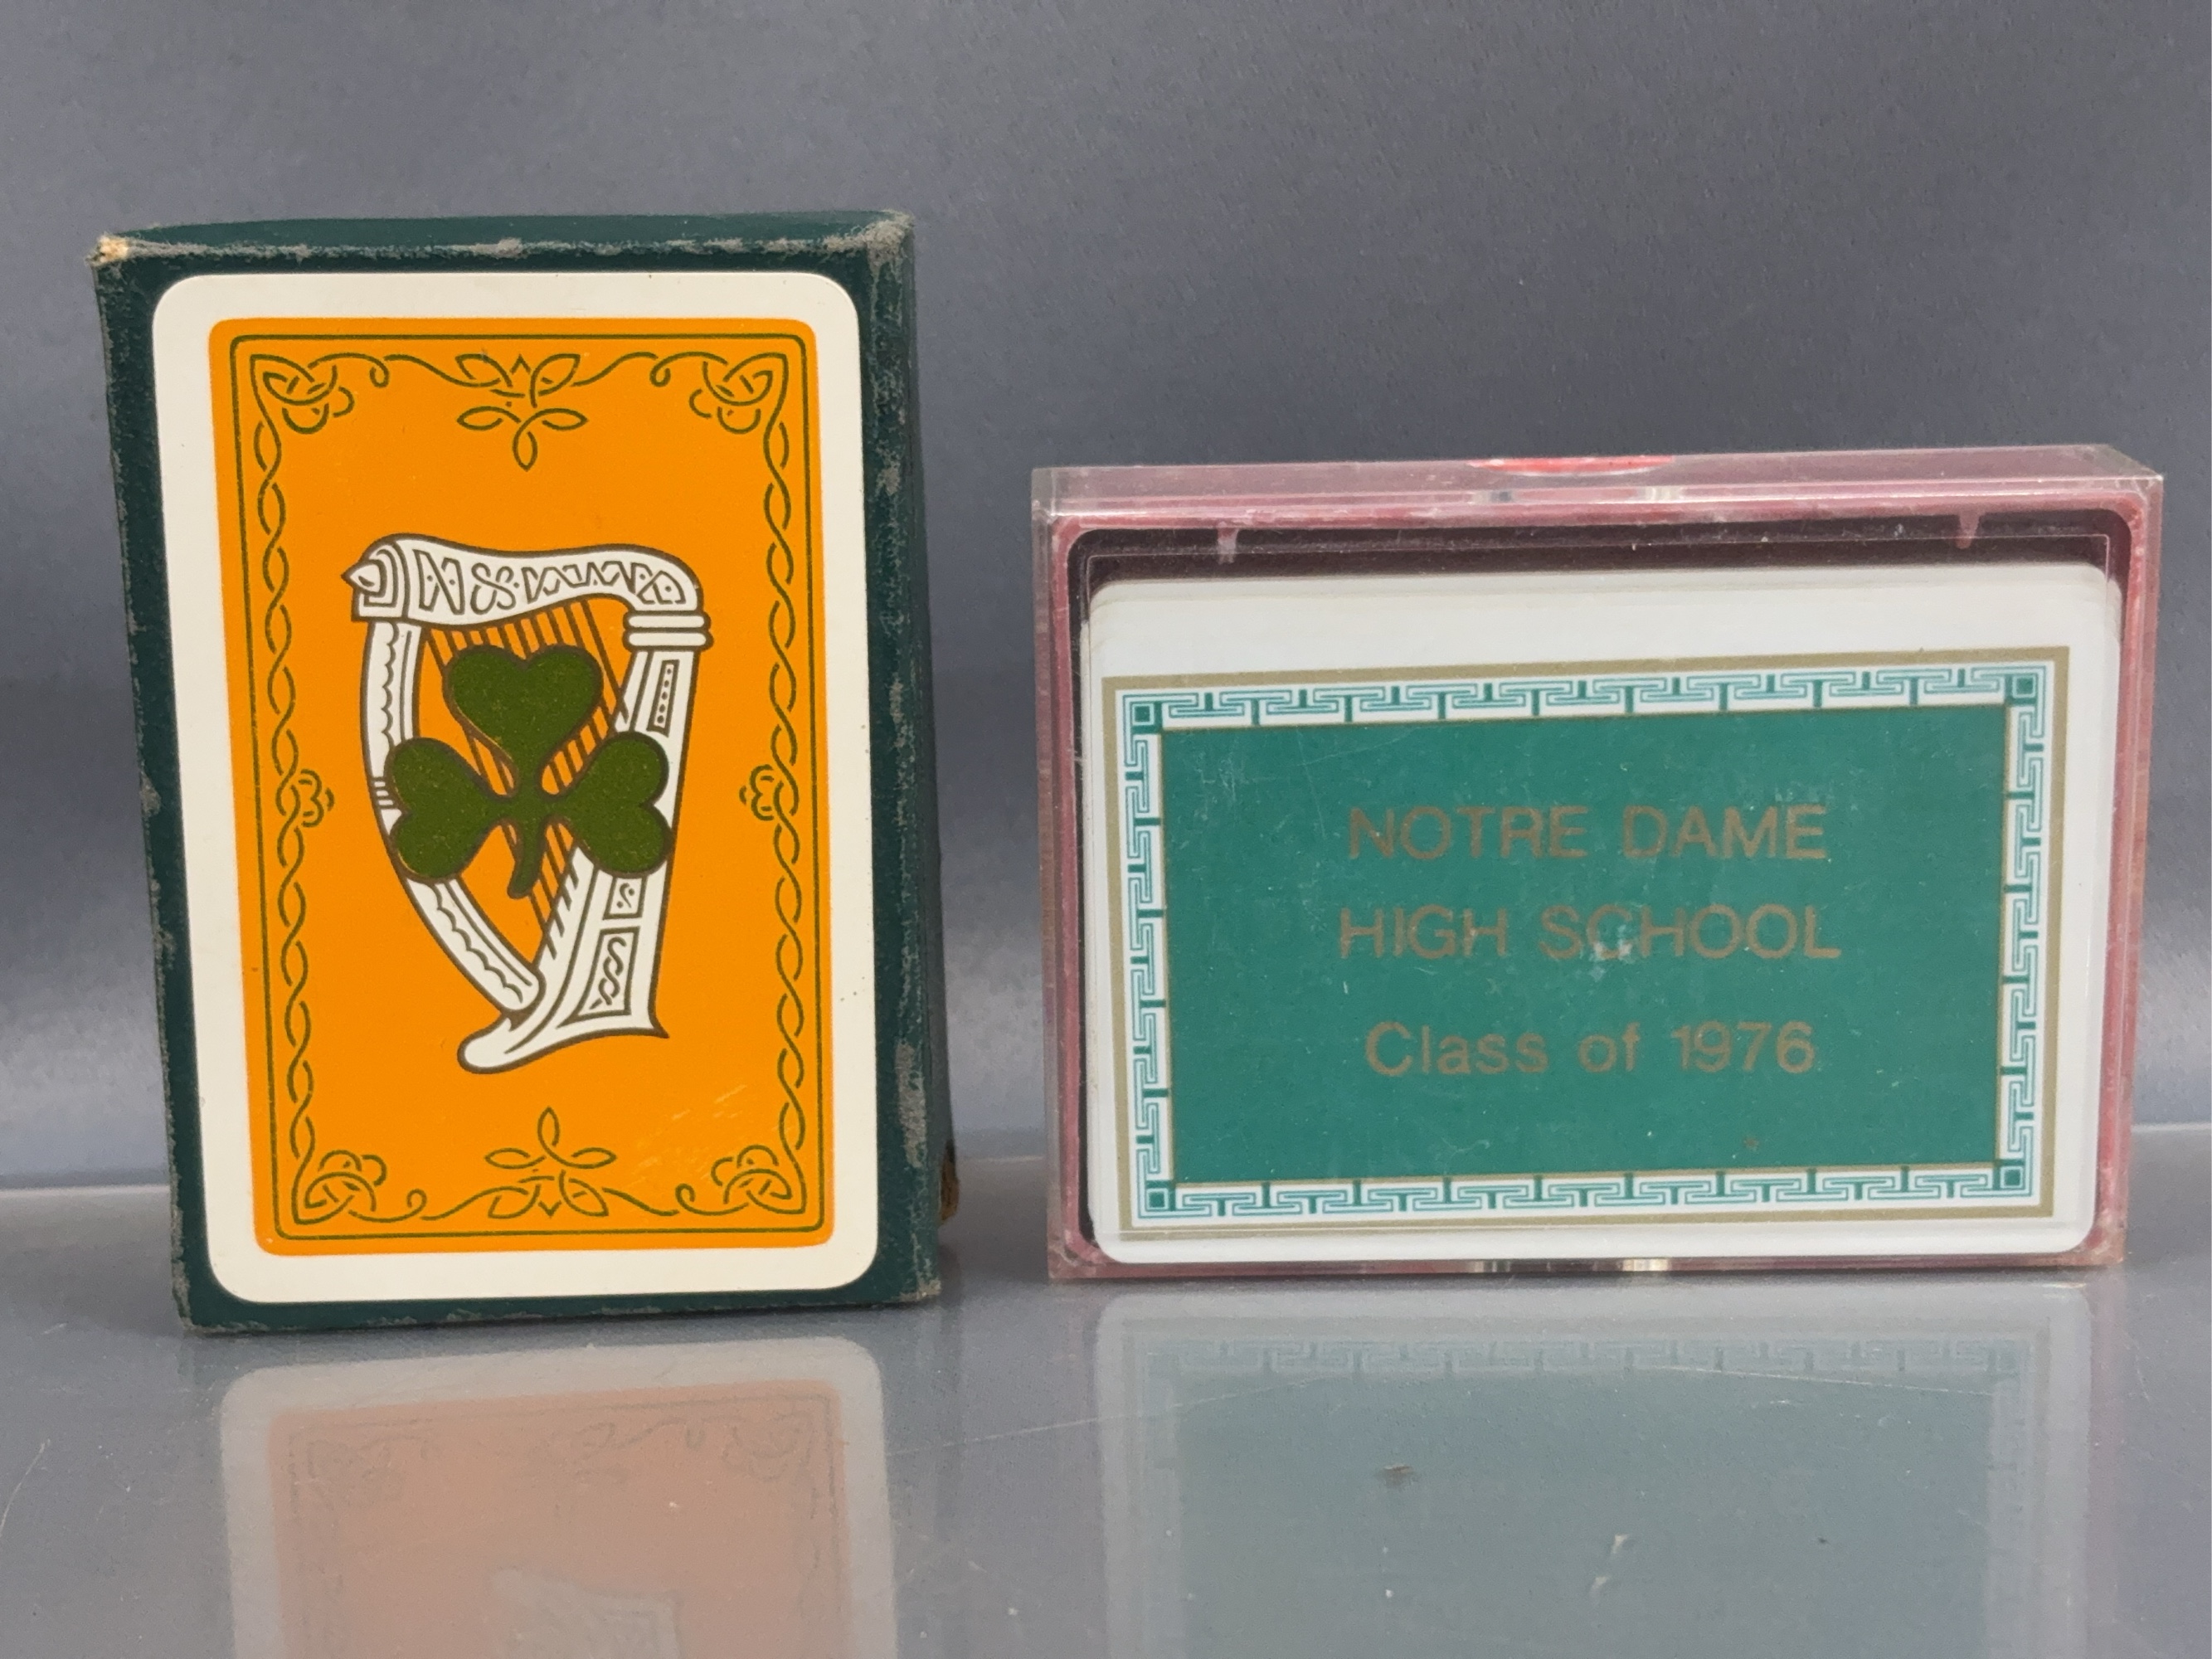 NOTRE DAME
HIGH SCHOOL
Class of 1976